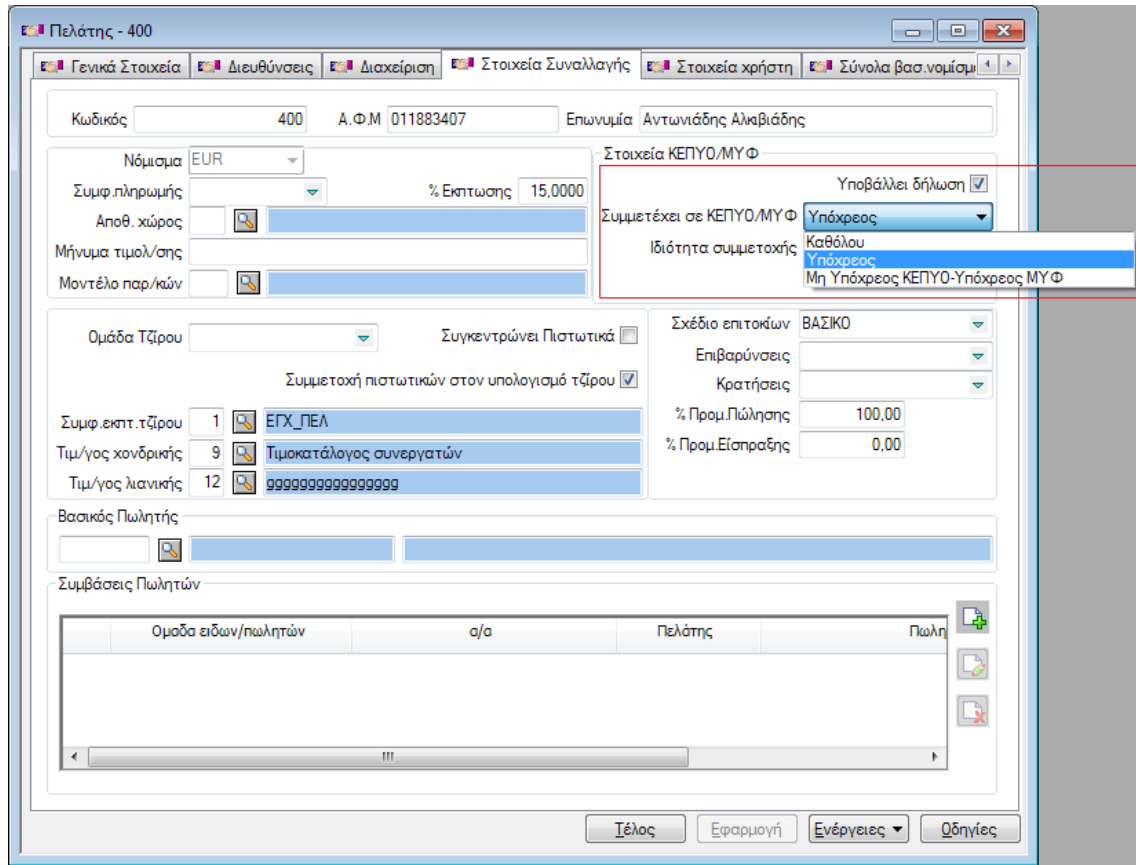 Πελάτης - 400
Γενικά Στοιχεία Διευθύνσεις Διαχείριση Στοιχεία Συναλλαγής Στοιχεία χρήστη Σύνολα βασ.νομίσμ
Κωδικός 400 Α.Φ.Μ 011883407 Επωνυμία Αντωνιάδης Αλκιβιάδης
Νόμισμα EUR
Συμφ.πληρωμής % Εκπτωσης 15,0000
Αποθ. χώρος
Μήνυμα τιμολ/σης
Μοντέλο παρ/κών
Στοιχεία ΚΕΠΥΟ/ΜΥΦ
Υποβάλλει δήλωση
Συμμετέχει σε ΚΕΠΥΟ/ΜΥΦ Υπόχρεος
Ιδιότητα συμμετοχής
Καθόλου
Υπόχρεος
Μη Υπόχρεος ΚΕΠΥΟ-Υπόχρεος ΜΥΦ
Ομάδα Τζίρου Συγκεντρώνει Πιστωτικά
Συμμετοχή πιστωτικών στον υπολογισμό τζίρου
Συμφ.εκπτ.τζίρου 1 ΕΓΧ_ΠΕΛ
Τιμ/γος χονδρικής 9 Τιμοκατάλογος συνεργατών
Τιμ/γος λιανικής 12 gggggggggggggggg
Σχέδιο επιτοκίων ΒΑΣΙΚΟ
Επιβαρύνσεις
Κρατήσεις
% Προμ.Πώλησης 100,00
% Προμ.Είσπραξης 0,00
Βασικός Πωλητής
Συμβάσεις Πωλητών
Ομαδα ειδων/πωλητών α/α Πελάτης Πωλη
Τέλος Εφαρμογή Ενέργειες Οδηγίες